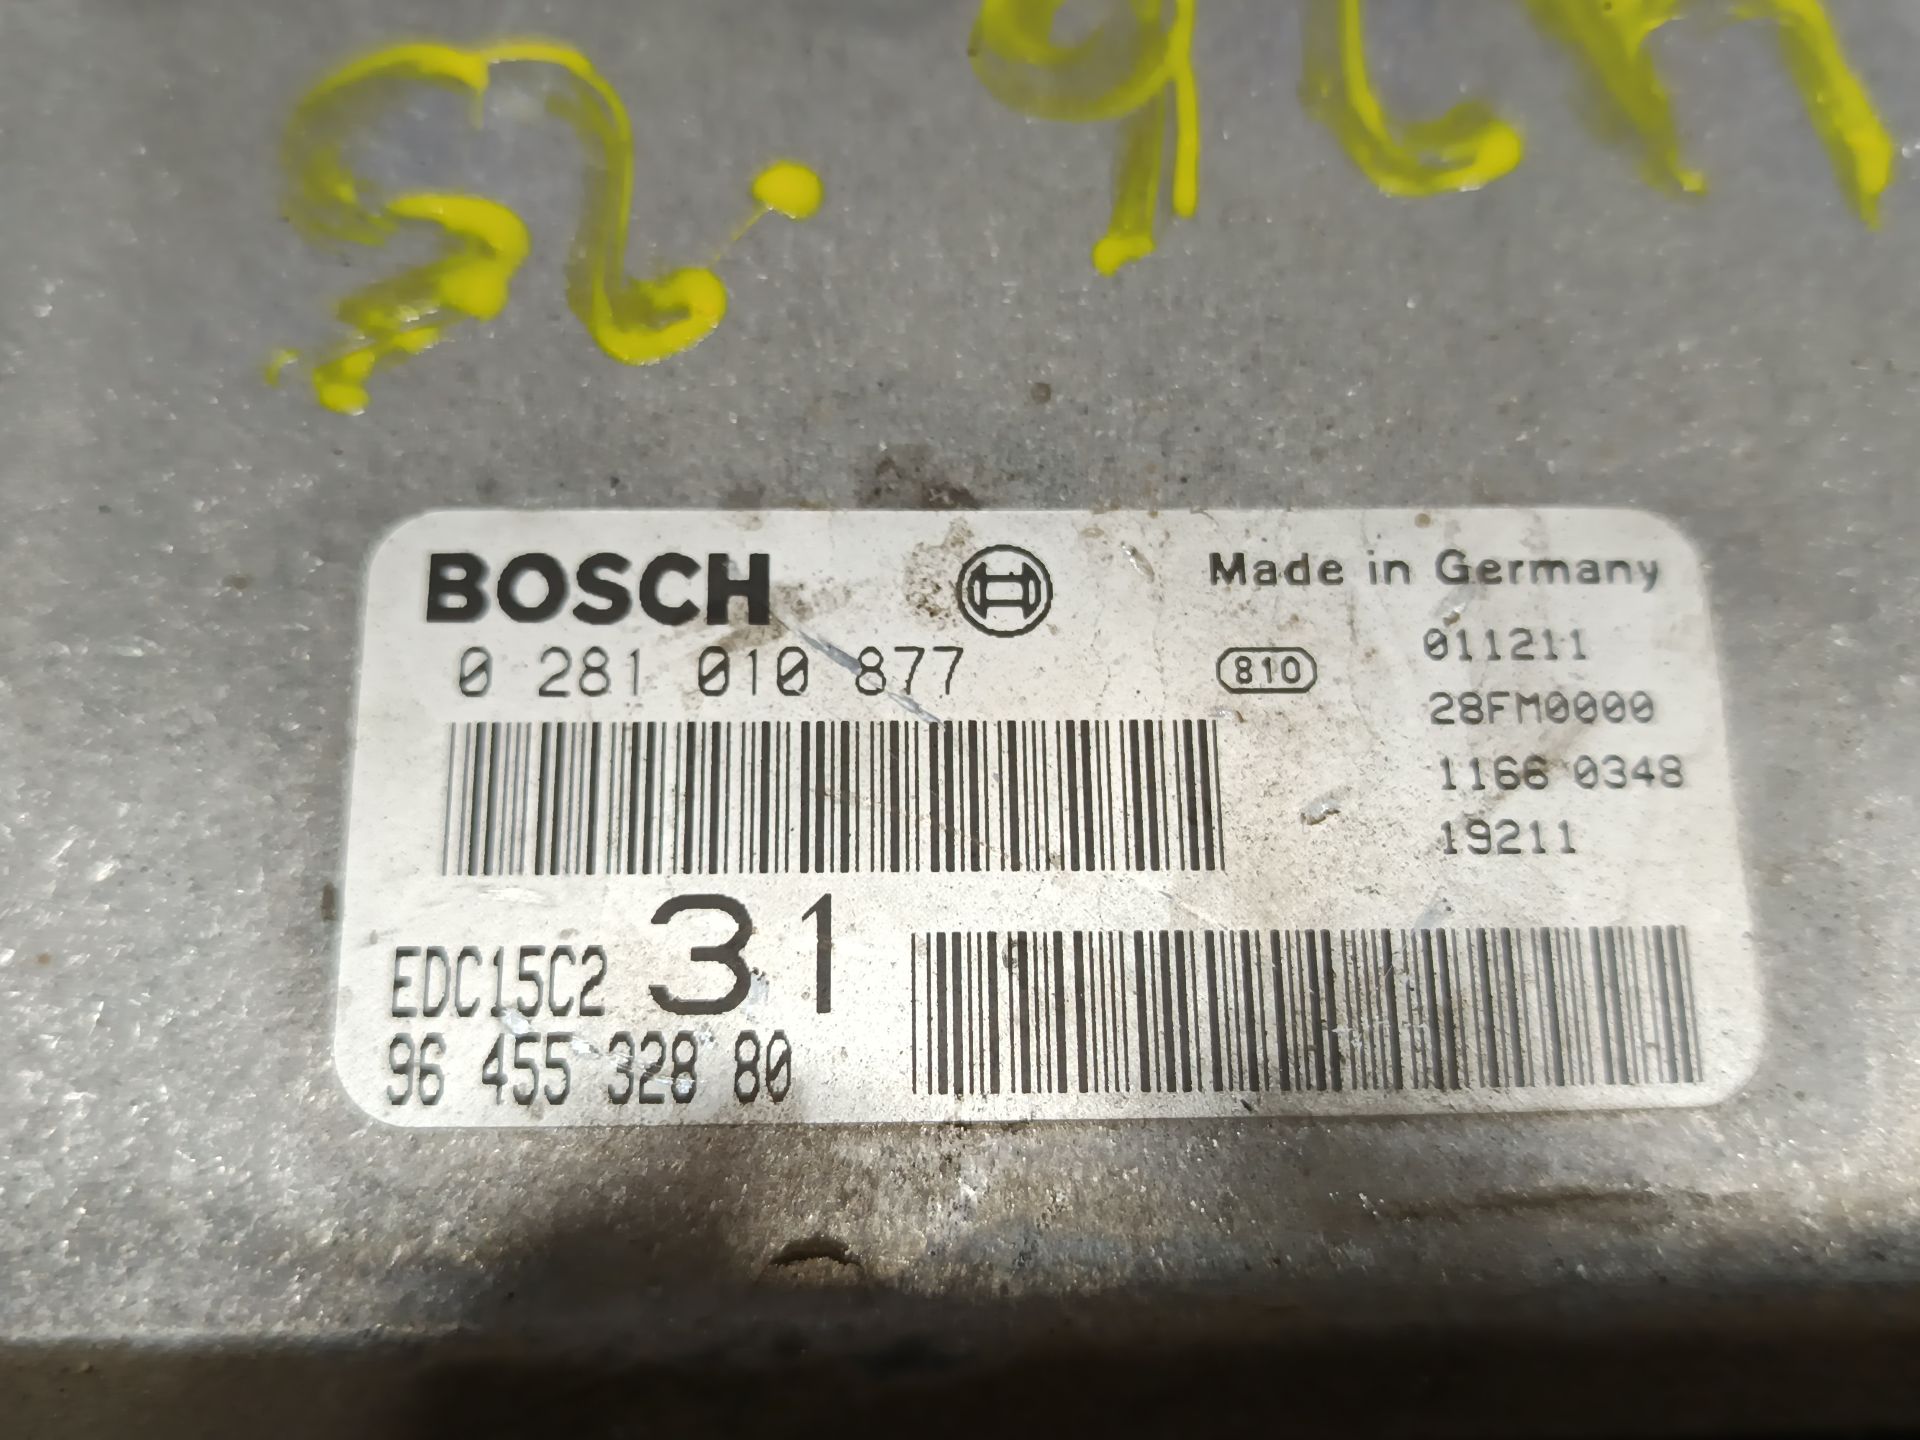 BOSCH
Made in Germany
0 281 010 877
810
011211
28FM0000
1166 0348
19211
EDC15C2 31
96 455 328 80